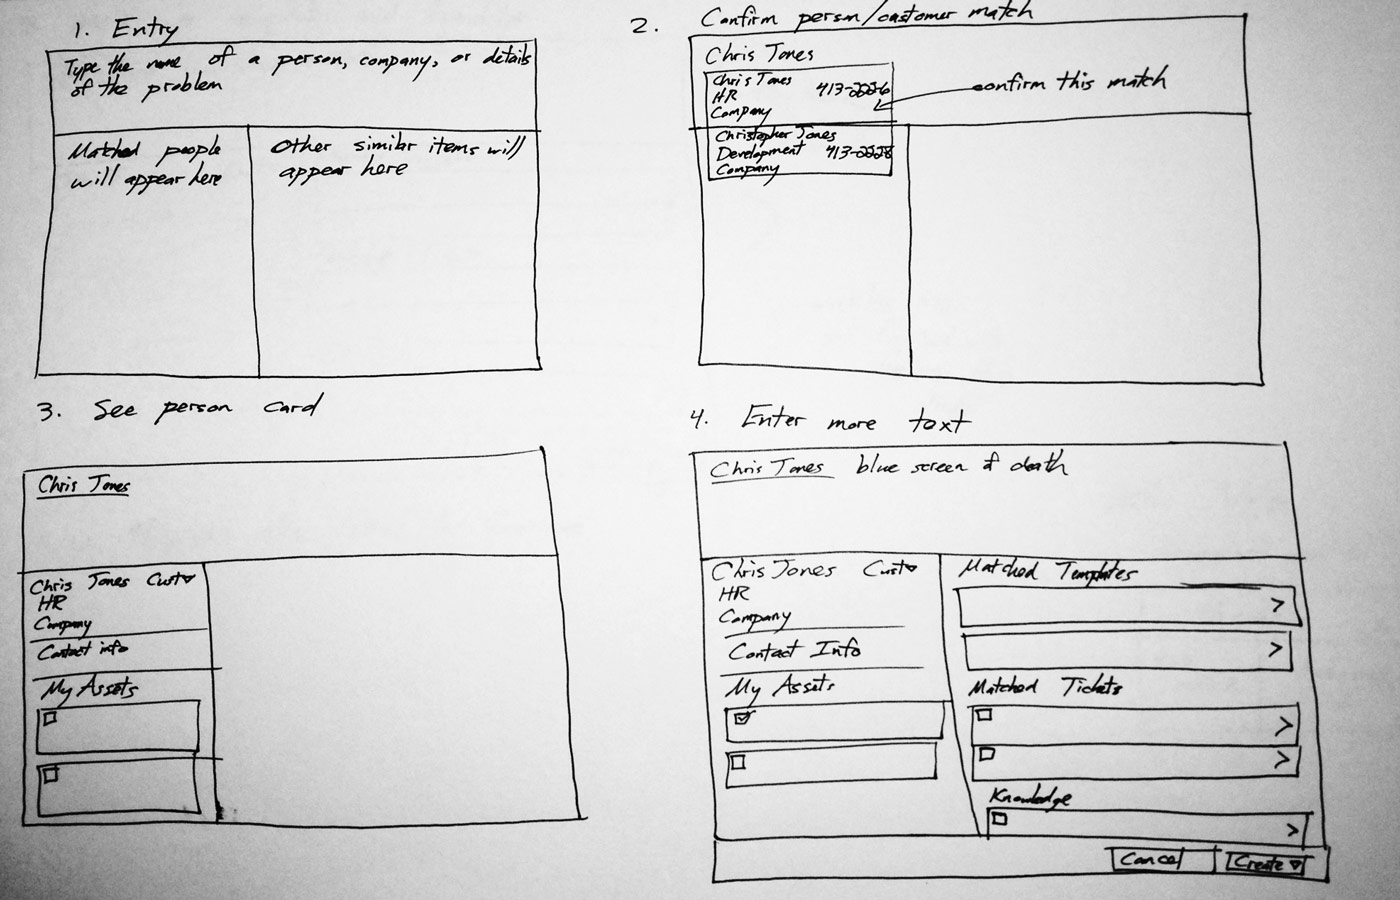 1. Entry
Type the name of a person, company, or details
of the problem
Matched people
will appear here
Other similar items will
appear here
2. Confirm person/customer match
Chris Jones
Chris Jones
HR 413-2226
Company
confirm this match
Christopher Jones
Development 413-2228
Company
3. See person card
Chris Jones
Chris Jones Cust
HR
Company
Contact info
My Assets
4. Enter more text
Chris Jones blue screen of death
Chris Jones Cust
HR
Company
Contact Info
My Assets
Matched Templates
>
>
Matched Tickets
>
>
Knowledge
>
Cancel
Create